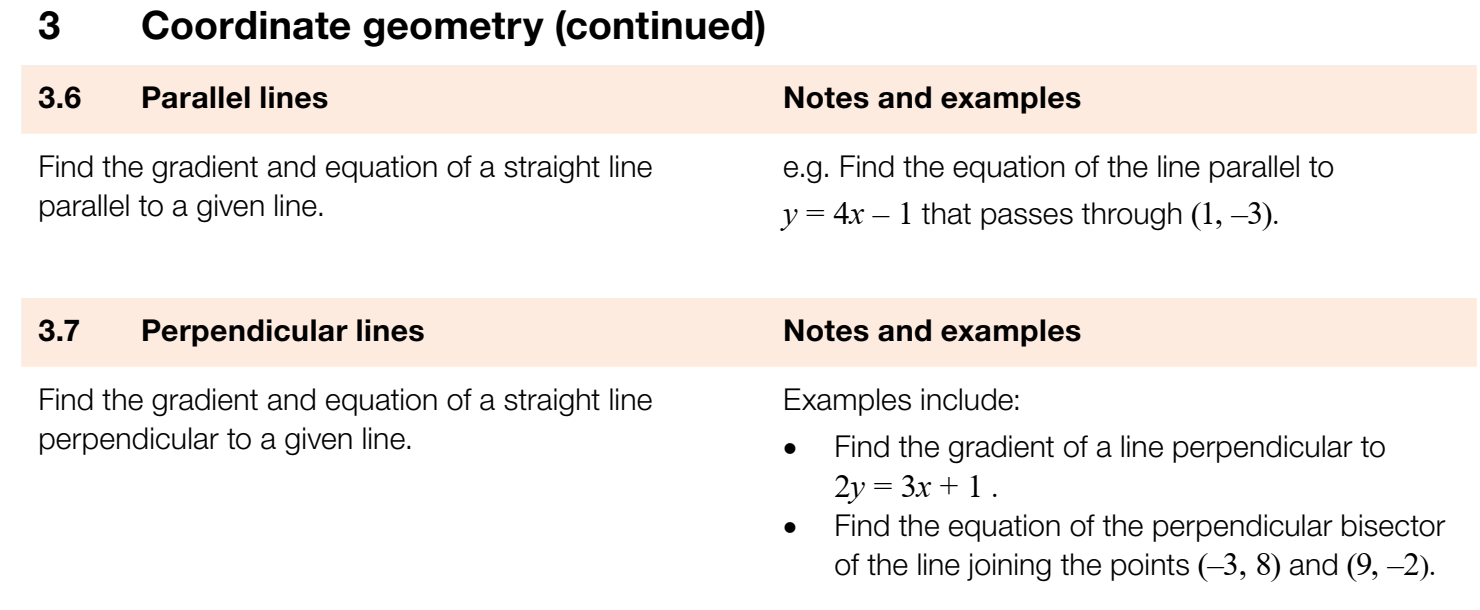 3 Coordinate geometry (continued)
3.6 Parallel lines Notes and examples
Find the gradient and equation of a straight line
parallel to a given line.
e.g. Find the equation of the line parallel to
y = 4x – 1 that passes through (1, –3).
3.7 Perpendicular lines Notes and examples
Find the gradient and equation of a straight line
perpendicular to a given line.
Examples include:
• Find the gradient of a line perpendicular to
2y = 3x + 1 .
• Find the equation of the perpendicular bisector
of the line joining the points (–3, 8) and (9, –2).